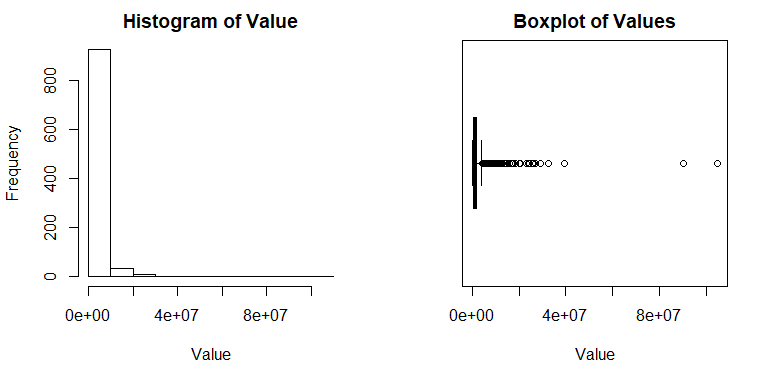 Histogram of Value
Frequency
0 200 400 600 800
0e+00 4e+07 8e+07
Value
Boxplot of Values
0e+00 4e+07 8e+07
Value